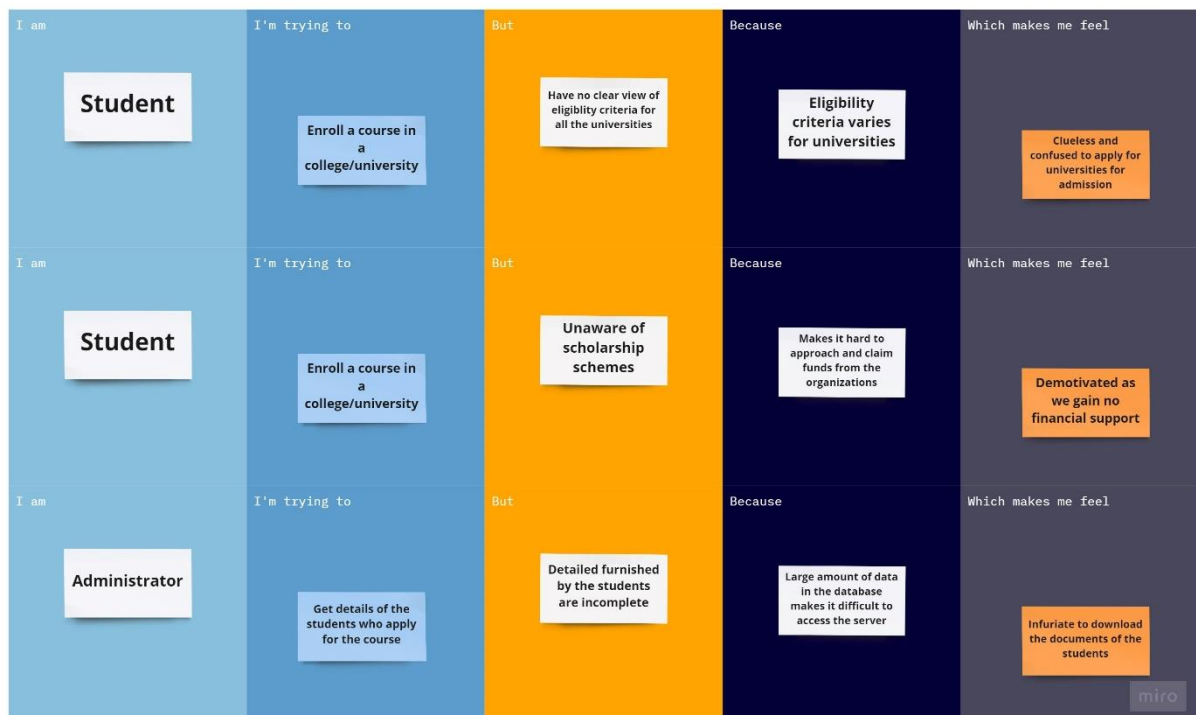 I am
Student
I'm trying to
Enroll a course in
a
college/university
But
Have no clear view of
eligiblity criteria for
all the universities
Because
Eligibility
criteria varies
for universities
Which makes me feel
Clueless and
confused to apply for
universities for
admission
I am
Student
I'm trying to
Enroll a course in
a
college/university
But
Unaware of
scholarship
schemes
Because
Makes it hard to
approach and claim
funds from the
organizations
Which makes me feel
Demotivated as
we gain no
financial support
I am
Administrator
I'm trying to
Get details of the
students who apply
for the course
But
Detailed furnished
by the students
are incomplete
Because
Large amount of data
in the database
makes it difficult to
access the server
Which makes me feel
Infuriate to download
the documents of the
students
miro